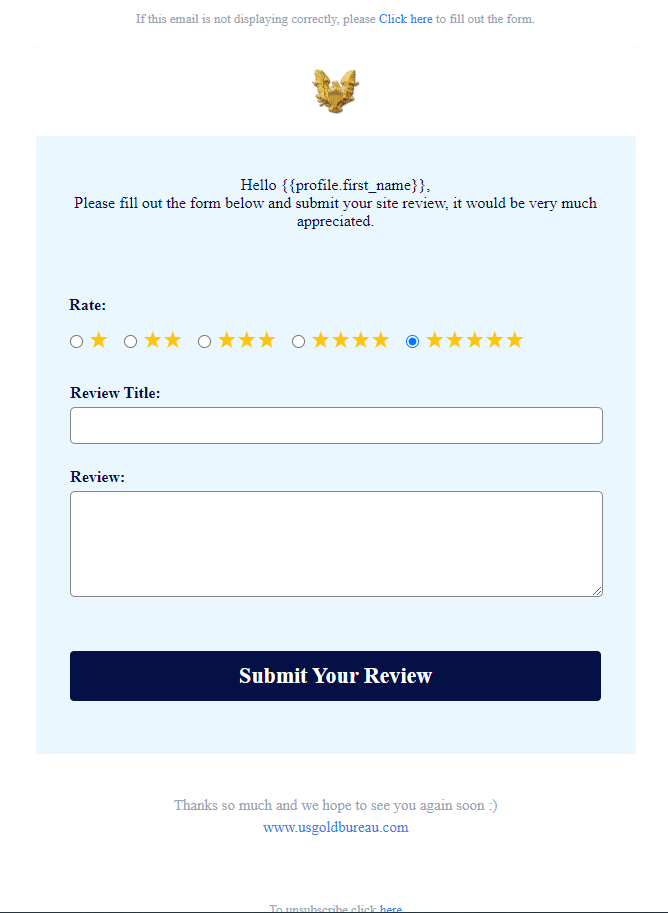 If this email is not displaying correctly, please Click here to fill out the form.
Hello {{profile.first_name}},
Please fill out the form below and submit your site review, it would be very much
appreciated.
Rate:
Review Title:
Review:
Submit Your Review
Thanks so much and we hope to see you again soon :)
www.usgoldbureau.com
To unsubscribe click here